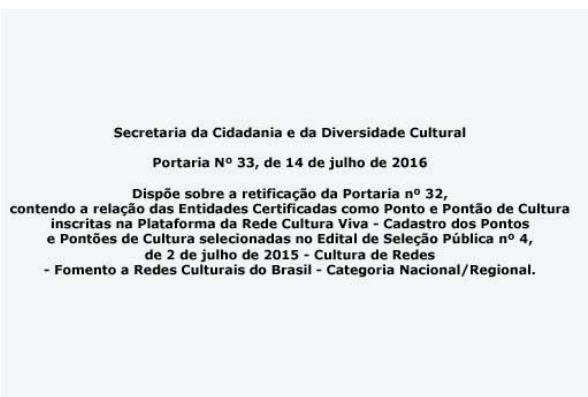 Secretaria da Cidadania e da Diversidade Cultural
Portaria Nº 33, de 14 de julho de 2016
Dispõe sobre a retificação da Portaria nº 32,
contendo a relação das Entidades Certificadas como Ponto e Pontão de Cultura
inscritas na Plataforma da Rede Cultura Viva - Cadastro dos Pontos
e Pontões de Cultura selecionadas no Edital de Seleção Pública nº 4,
de 2 de julho de 2015 - Cultura de Redes
- Fomento a Redes Culturais do Brasil - Categoria Nacional/Regional.